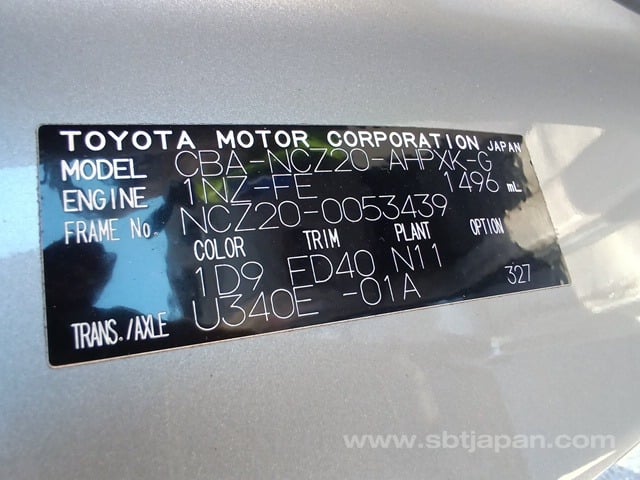 TOYOTA MOTOR CORPORATION JAPAN
MODEL CBA-NCZ20-AHPXK-G
ENGINE 1NZ-FE 1496 mL
FRAME No. NCZ20-0053439
COLOR TRIM PLANT OPTION
1D9 FD40 N11
TRANS./AXLE U340E -01A 327
www.sbtjapan.com